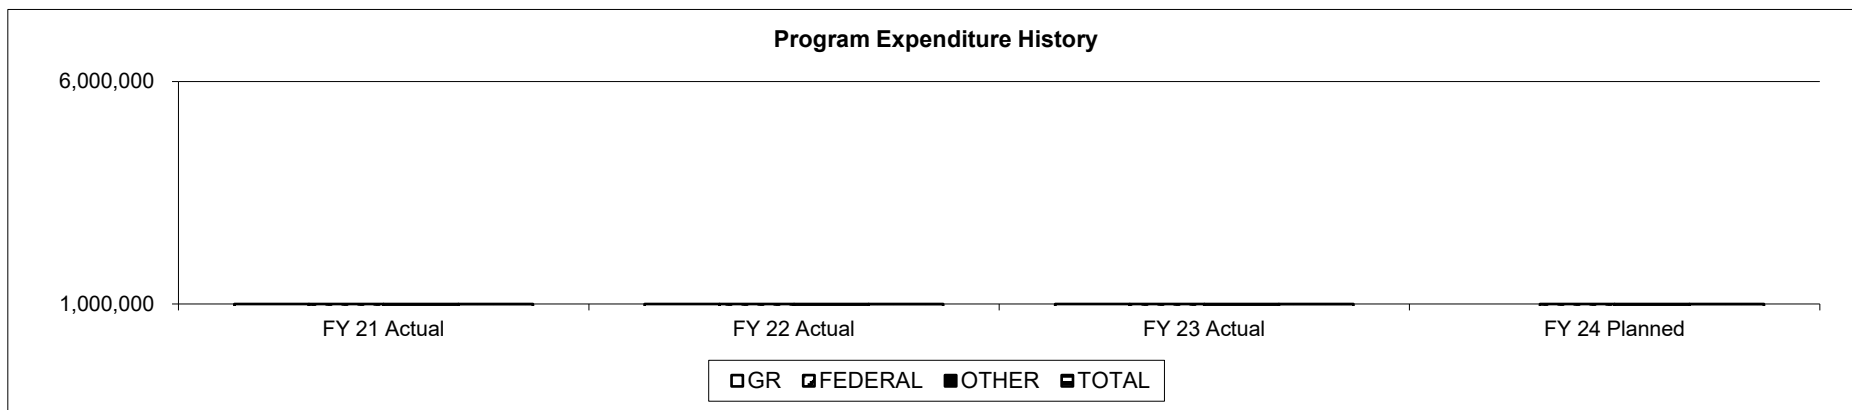 Program Expenditure History
6,000,000
1,000,000
FY 21 Actual FY 22 Actual FY 23 Actual FY 24 Planned
GR FEDERAL OTHER TOTAL